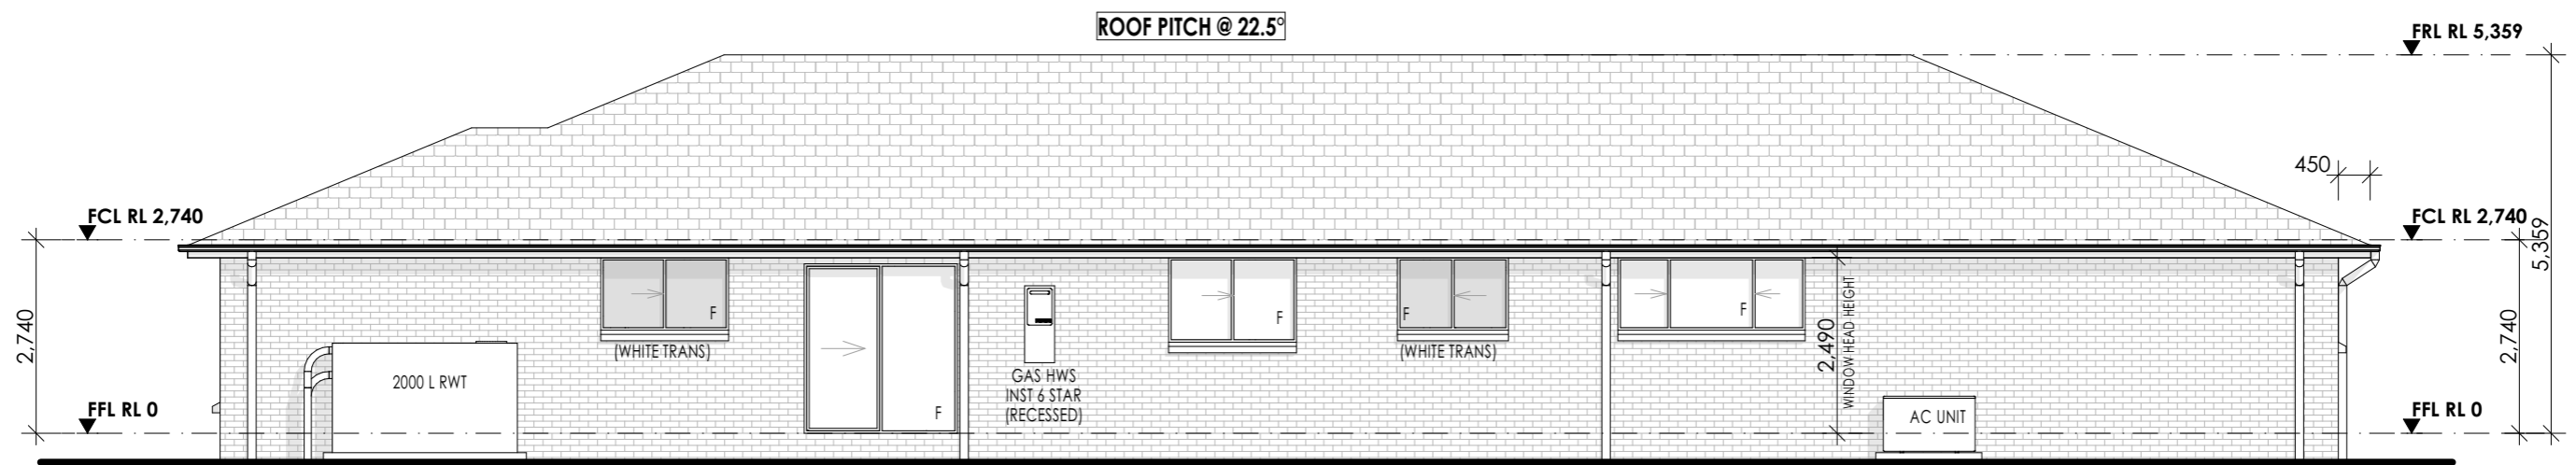 ROOF PITCH @ 22.5°
FRL RL 5,359
450
FCL RL 2,740
FCL RL 2,740
5,359
2,740
2,740
2,490
WINDOW HEAD HEIGHT
F
F
F
F
F
(WHITE TRANS)
(WHITE TRANS)
2000 L RWT
GAS HWS
INST 6 STAR
(RECESSED)
AC UNIT
FFL RL 0
FFL RL 0